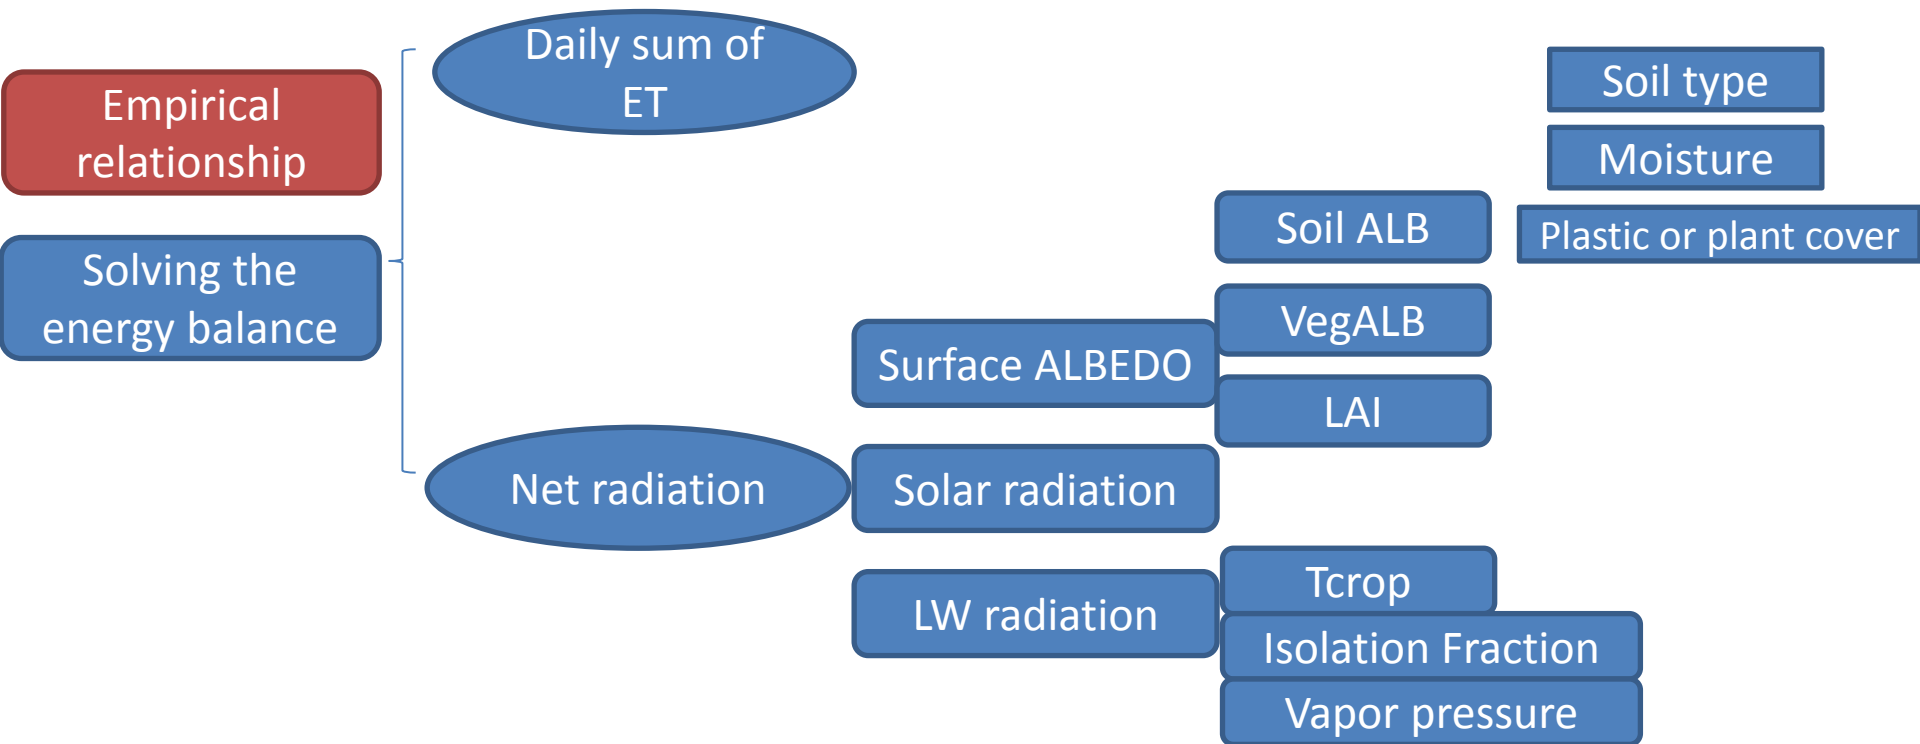 Empirical
relationship
Solving the
energy balance
Daily sum of
ET
Net radiation
Surface ALBEDO
Solar radiation
LW radiation
Soil ALB
VegALB
LAI
Tcrop
Isolation Fraction
Vapor pressure
Soil type
Moisture
Plastic or plant cover